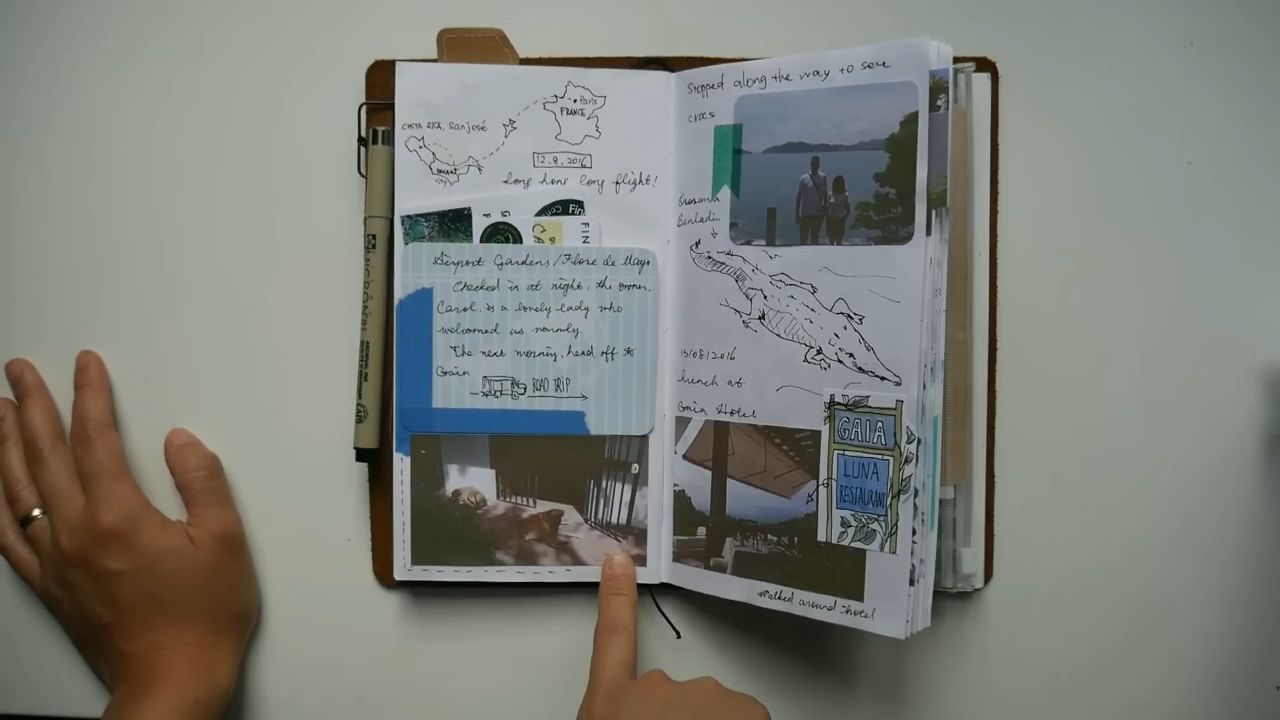 COSTA RICA, San José
Paris
FRANCE
12.8.2016
long long long flight!
Fin
FIN
Airport Gardens/Flore de Mayo
Checked in at night, the owner,
Carol, is a lovely lady who
welcomed us warmly.
The next morning, head off to
ROAD TRIP
MICRON
Stopped along the way to see
crocs
13/08/2016
lunch at
Gaia Hotel
GAIA
LUNA
RESTAURANT
Walked around hotel